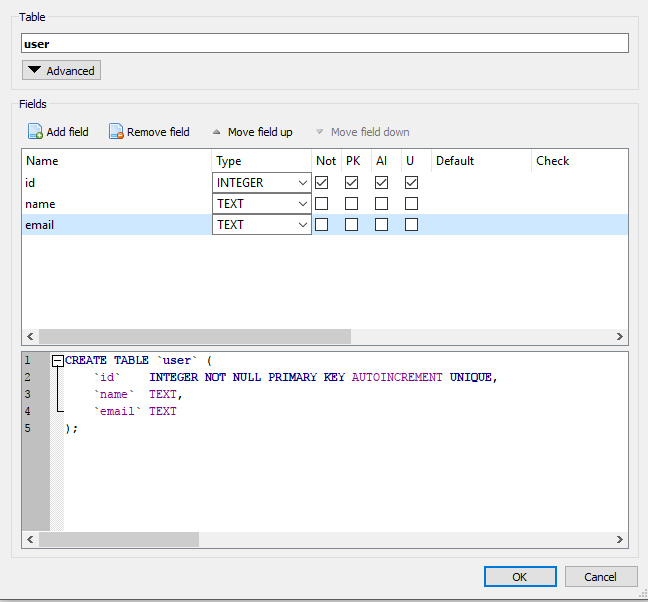 Table
user
Advanced
Fields
Add field Remove field Move field up Move field down
Name Type Not PK AI U Default Check
id INTEGER
name TEXT
email TEXT
1 CREATE TABLE `user` (
2 `id` INTEGER NOT NULL PRIMARY KEY AUTOINCREMENT UNIQUE,
3 `name` TEXT,
4 `email` TEXT
5 );
OK Cancel